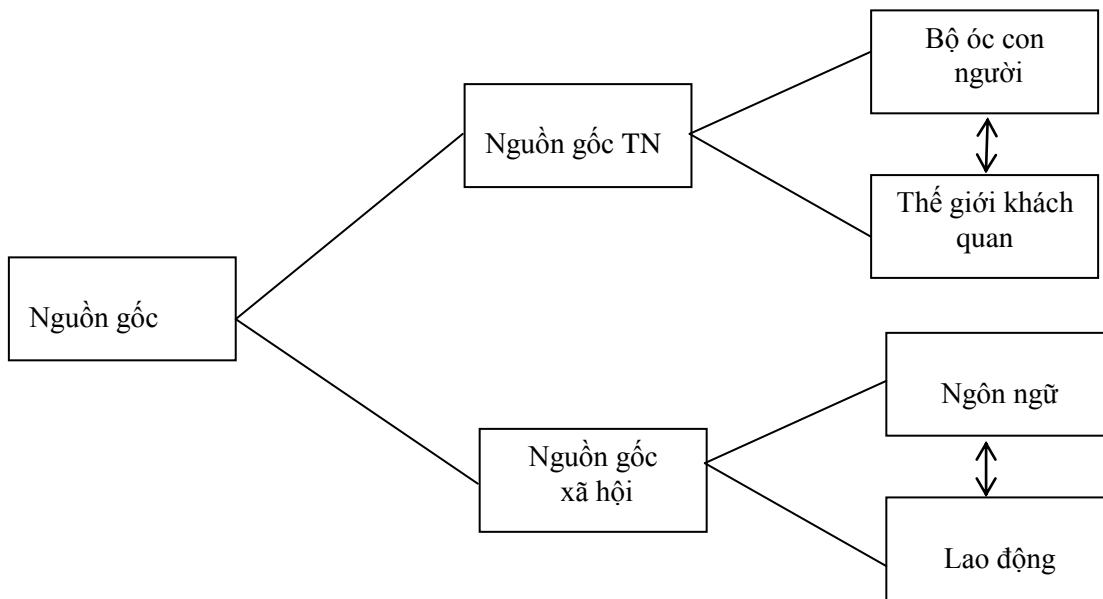 Bộ óc con
người
Nguồn gốc TN
Thế giới khách
quan
Nguồn gốc
Ngôn ngữ
Nguồn gốc
xã hội
Lao động